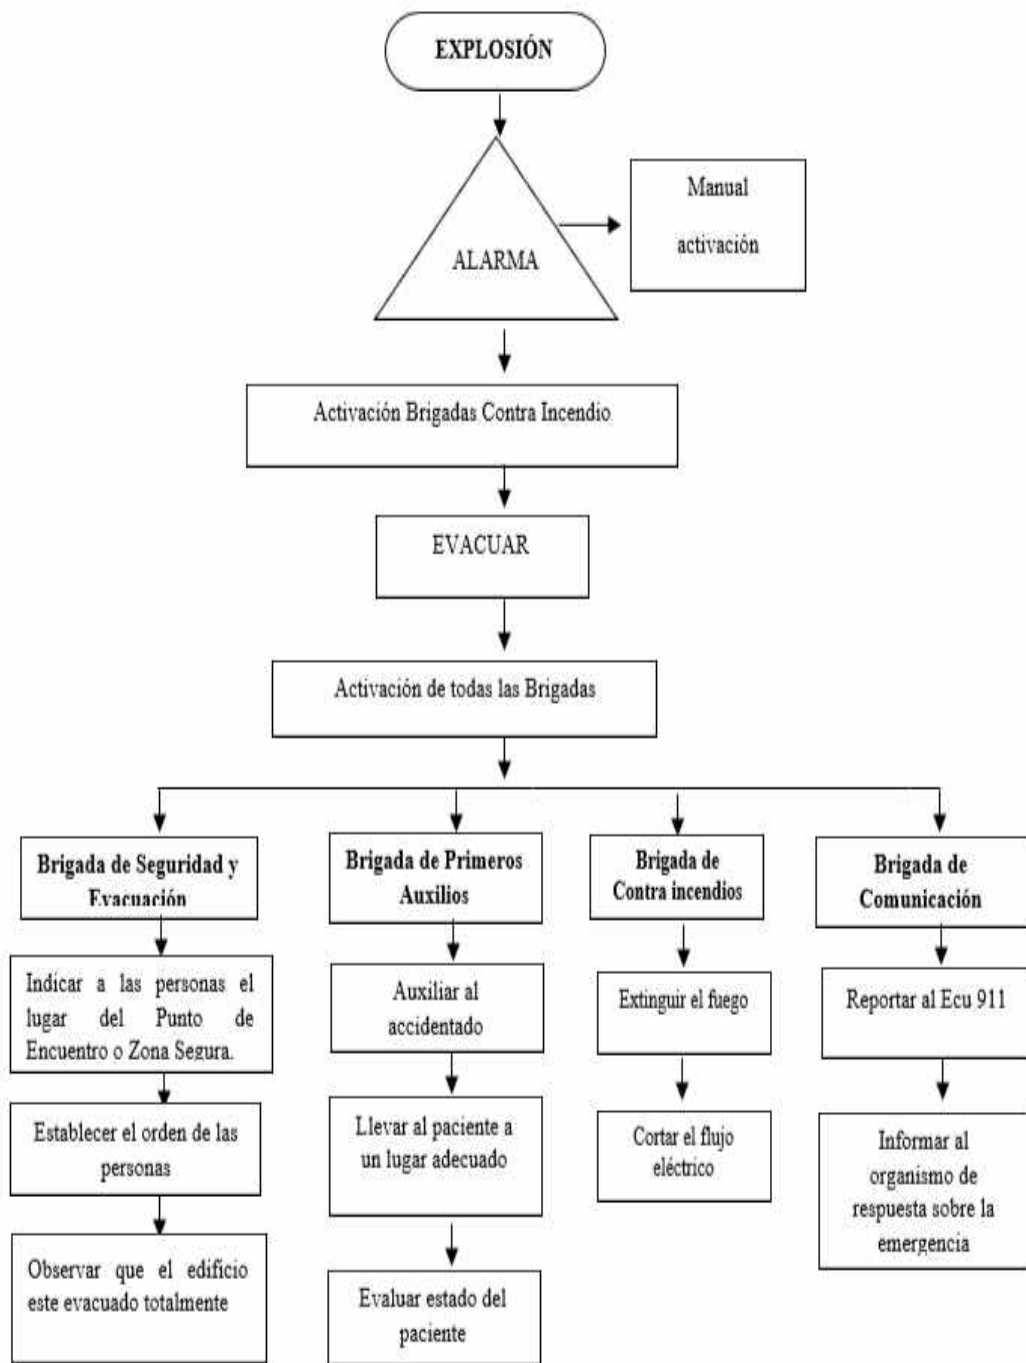 EXPLOSIÓN
Manual
activación
ALARMA
Activación Brigadas Contra Incendio
EVACUAR
Activación de todas las Brigadas
Brigada de Seguridad y
Evacuación
Indicar a las personas el
lugar del Punto de
Encuentro o Zona Segura.
Establecer el orden de las
personas
Observar que el edificio
este evacuado totalmente
Brigada de Primeros
Auxilios
Auxiliar al
accidentado
Llevar al paciente a
un lugar adecuado
Evaluar estado del
paciente
Brigada de
Contra incendios
Extinguir el fuego
Cortar el flujo
eléctrico
Brigada de
Comunicación
Reportar al Ecu 911
Informar al
organismo de
respuesta sobre la
emergencia